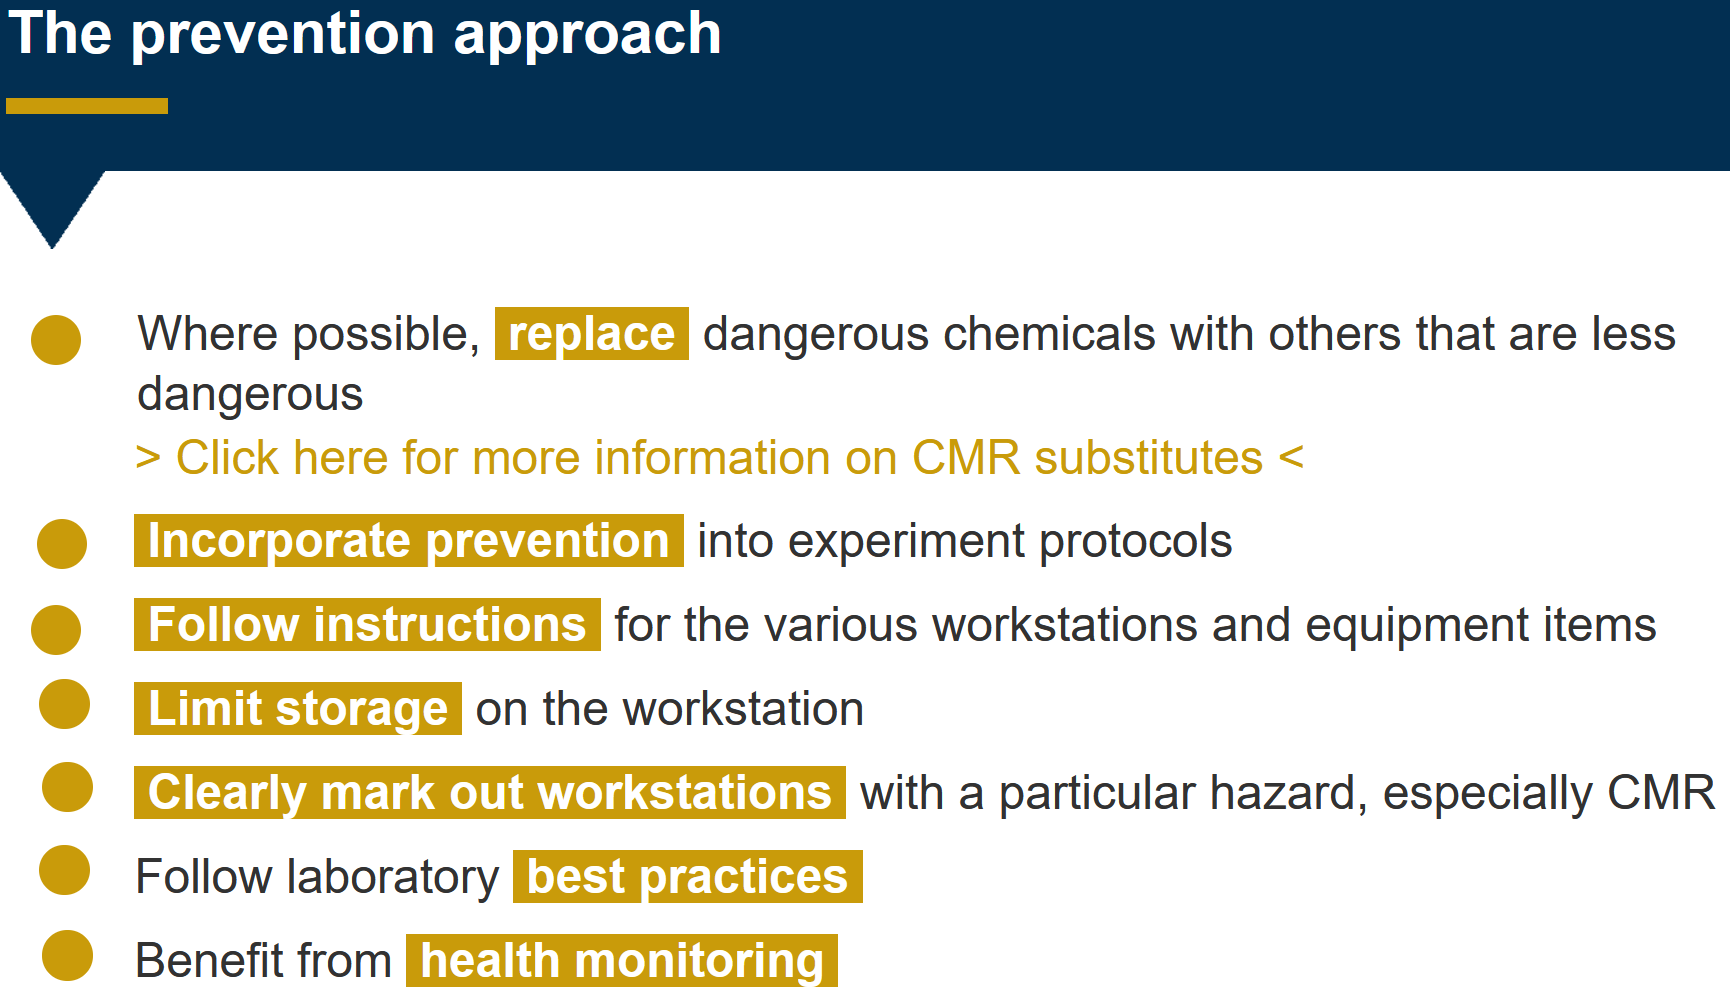 The prevention approach
Where possible, replace dangerous chemicals with others that are less
dangerous
> Click here for more information on CMR substitutes <
Incorporate prevention into experiment protocols
Follow instructions for the various workstations and equipment items
Limit storage on the workstation
Clearly mark out workstations with a particular hazard, especially CMR
Follow laboratory best practices
Benefit from health monitoring